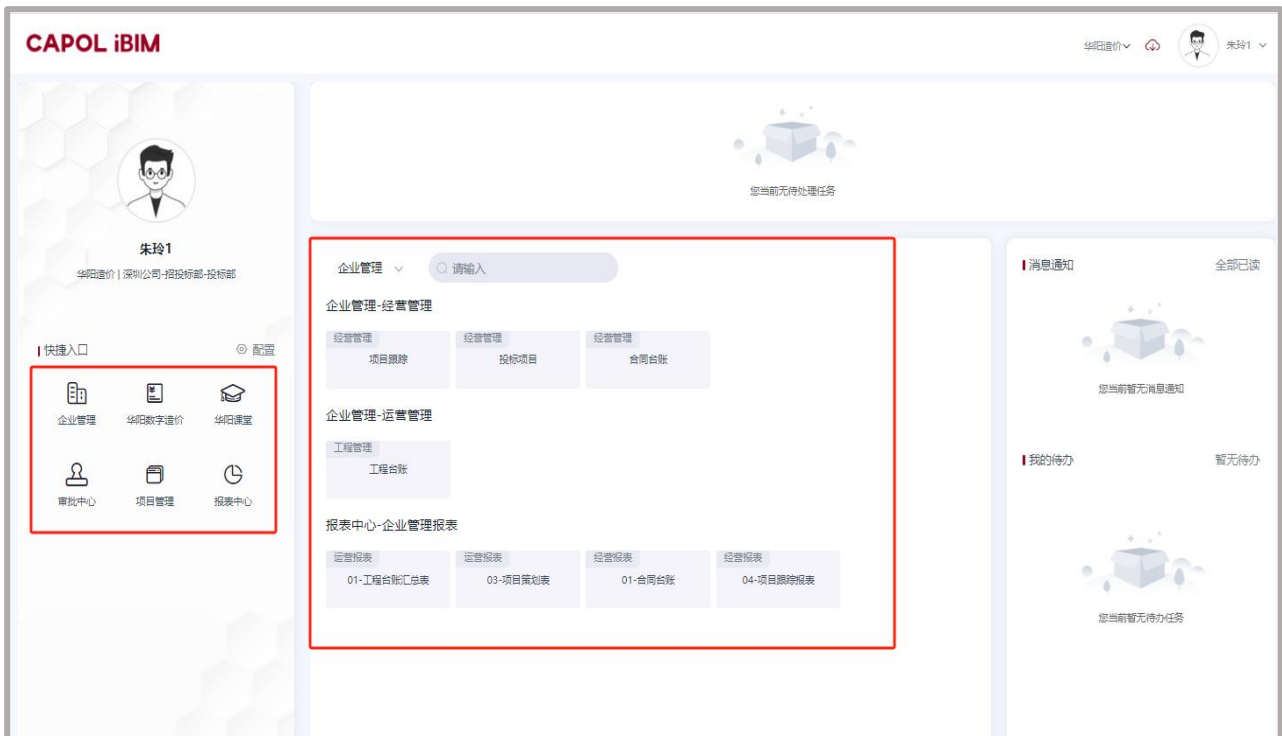 CAPOL iBIM
华阳造价
朱玲1
您当前无待处理任务
朱玲1
华阳造价 | 深圳公司-招投标部-投标部
快捷入口
配置
企业管理
华阳数字造价
华阳课堂
审批中心
项目管理
报表中心
企业管理
请输入
企业管理-经营管理
经营管理
项目跟踪
经营管理
投标项目
经营管理
合同台账
企业管理-运营管理
工程管理
工程台账
报表中心-企业管理报表
运营报表
01-工程台账汇总表
运营报表
03-项目策划表
经营报表
01-合同台账
经营报表
04-项目跟踪报表
消息通知
全部已读
您当前暂无消息通知
我的待办
暂无待办
您当前暂无待办任务